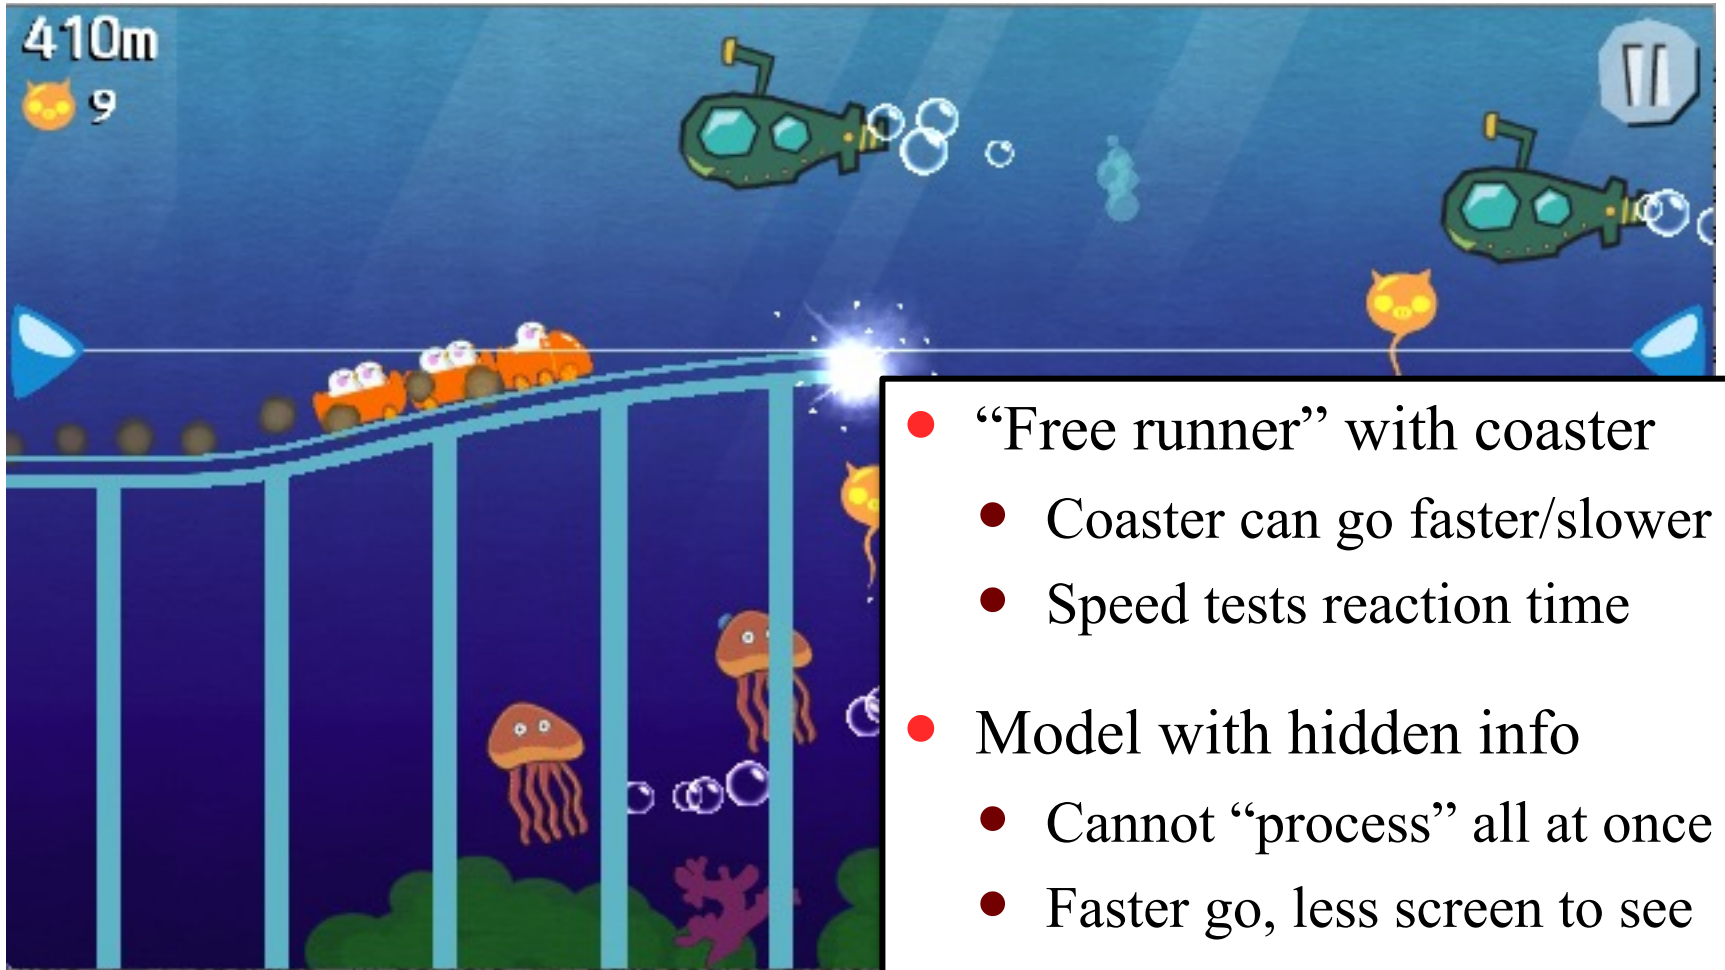 410m
9
“Free runner” with coaster
Coaster can go faster/slower
Speed tests reaction time
Model with hidden info
Cannot “process” all at once
Faster go, less screen to see